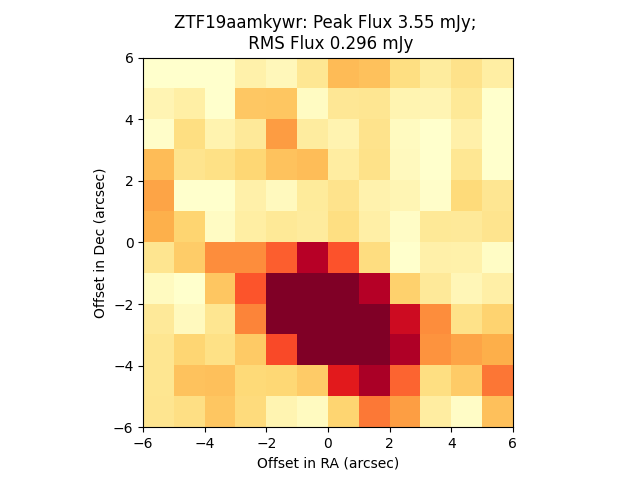 ZTF19aamkywr: Peak Flux 3.55 mJy;
RMS Flux 0.296 mJy
6
4
2
0
−2
−4
−6
Offset in Dec (arcsec)
−6 −4 −2 0 2 4 6
Offset in RA (arcsec)